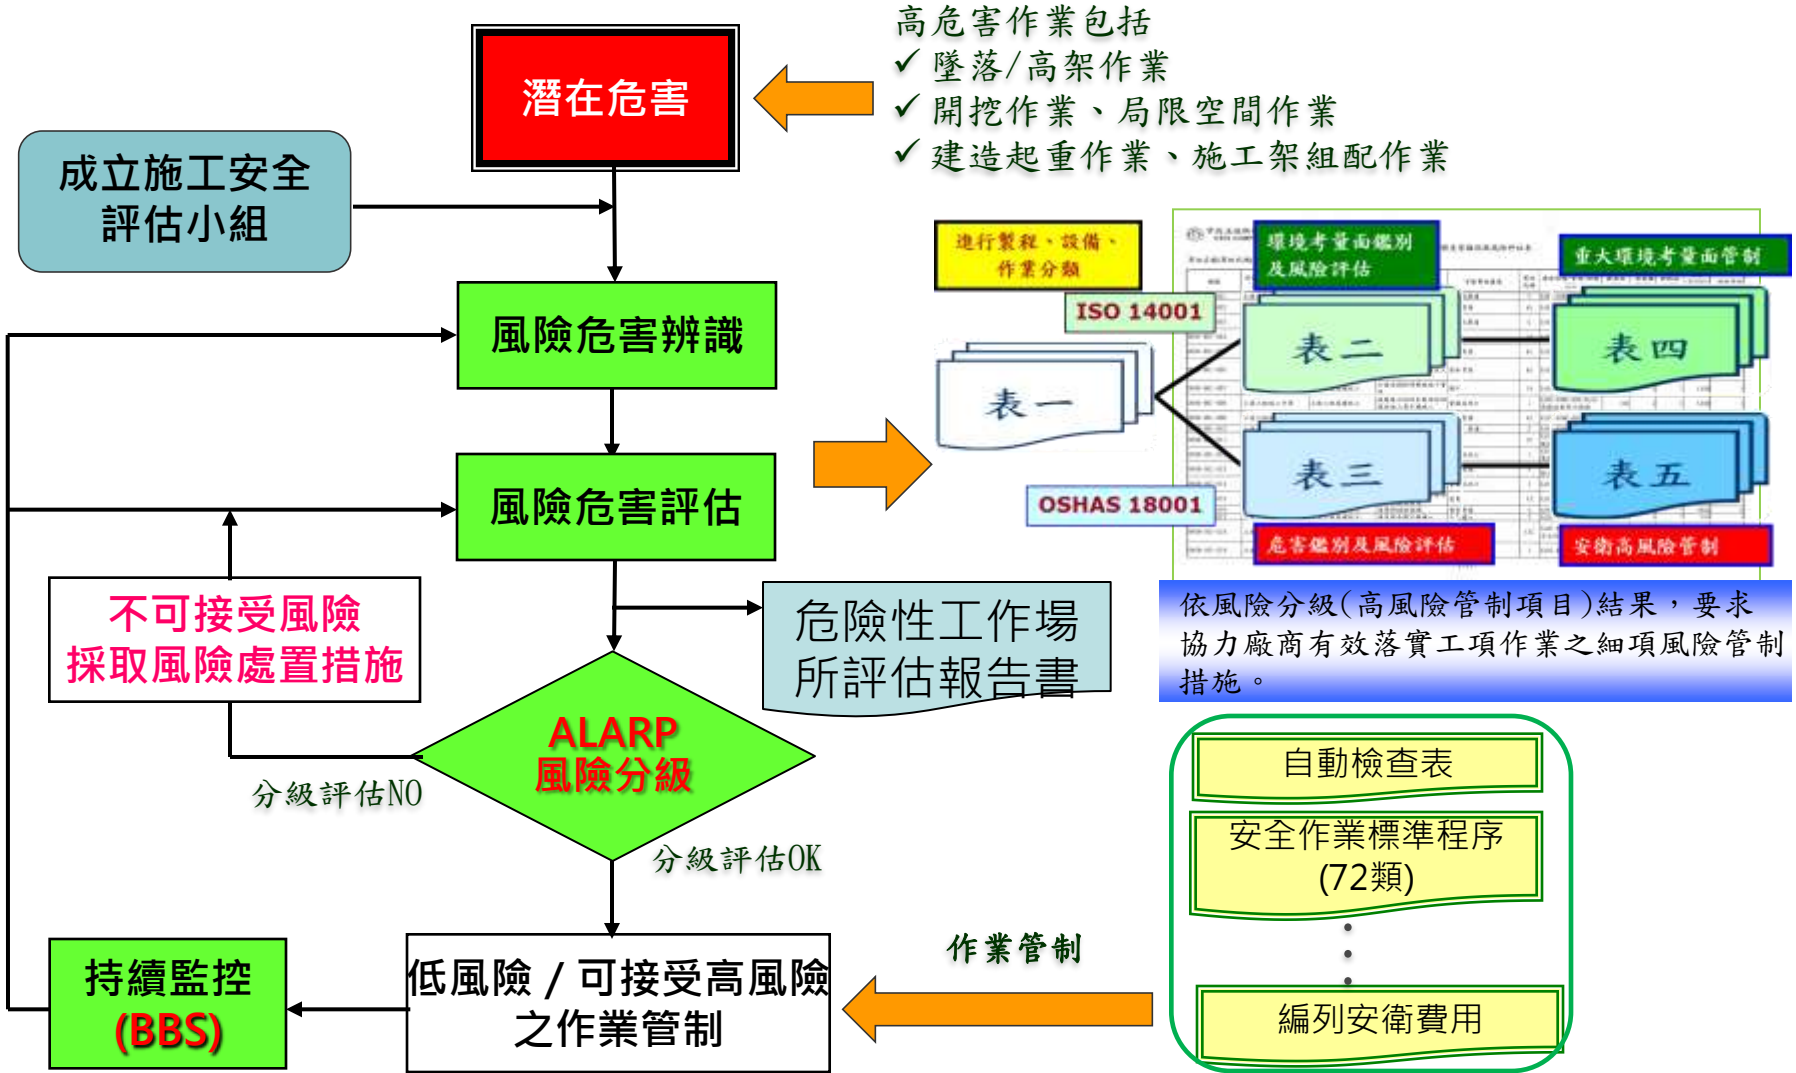 高危害作業包括
✓ 墜落/高架作業
✓ 開挖作業、局限空間作業
✓ 建造起重作業、施工架組配作業
潛在危害
成立施工安全
評估小組
風險危害辨識
風險危害評估
進行製程、設備、
作業分類
環境考量面鑑別
及風險評估
重大環境考量面管制
ISO 14001
表一
表二
表四
表三
表五
OSHAS 18001
危害鑑別及風險評估
安衛高風險管制
不可接受風險
採取風險處置措施
危險性工作場
所評估報告書
依風險分級(高風險管制項目)結果，要求
協力廠商有效落實工項作業之細項風險管制
措施。
ALARP
風險分級
分級評估NO
分級評估OK
自動檢查表
安全作業標準程序
(72類)
編列安衛費用
作業管制
低風險 / 可接受高風險
之作業管制
持續監控
(BBS)